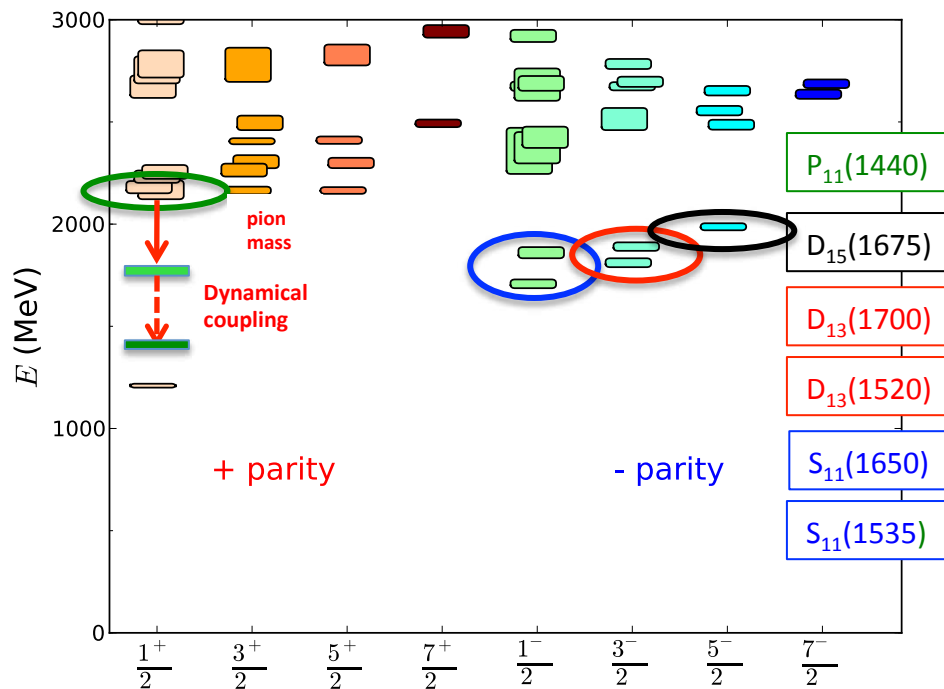 3000
2000
1000
0
E (MeV)
pion
mass
Dynamical
coupling
+ parity
- parity
P₁₁(1440)
D₁₅(1675)
D₁₃(1700)
D₁₃(1520)
S₁₁(1650)
S₁₁(1535)
1⁺/2 3⁺/2 5⁺/2 7⁺/2 1⁻/2 3⁻/2 5⁻/2 7⁻/2